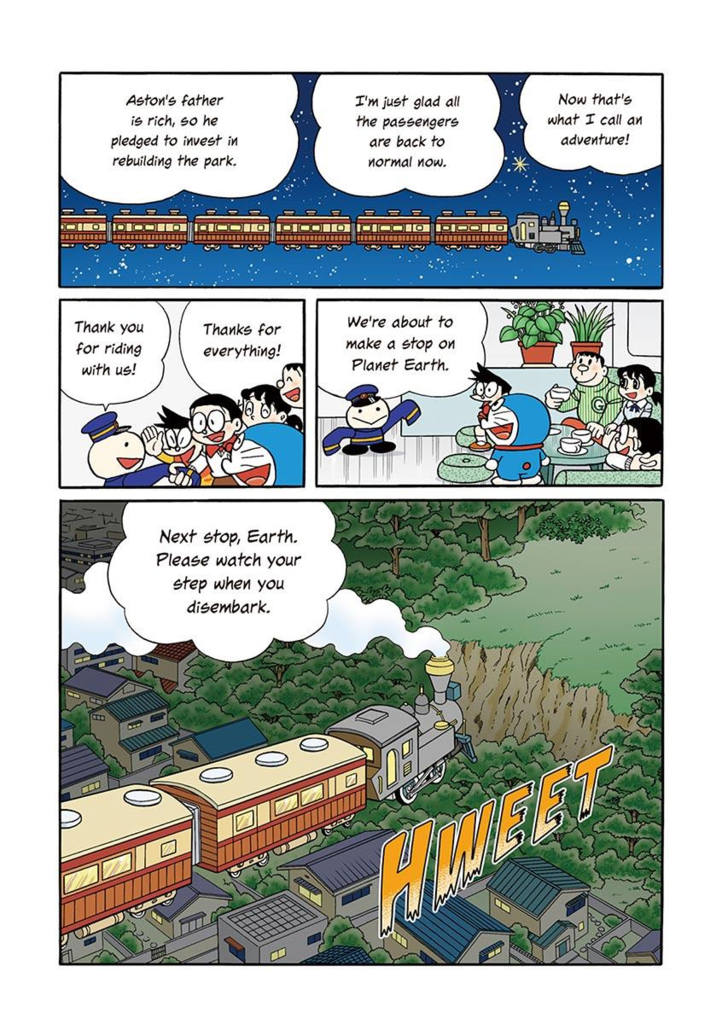 Aston's father
is rich, so he
pledged to invest in
rebuilding the park.
I'm just glad all
the passengers
are back to
normal now.
Now that's
what I call an
adventure!
Thank you
for riding
with us!
Thanks for
everything!
We're about to
make a stop on
Planet Earth.
Next stop, Earth.
Please watch your
step when you
disembark.
HWEET